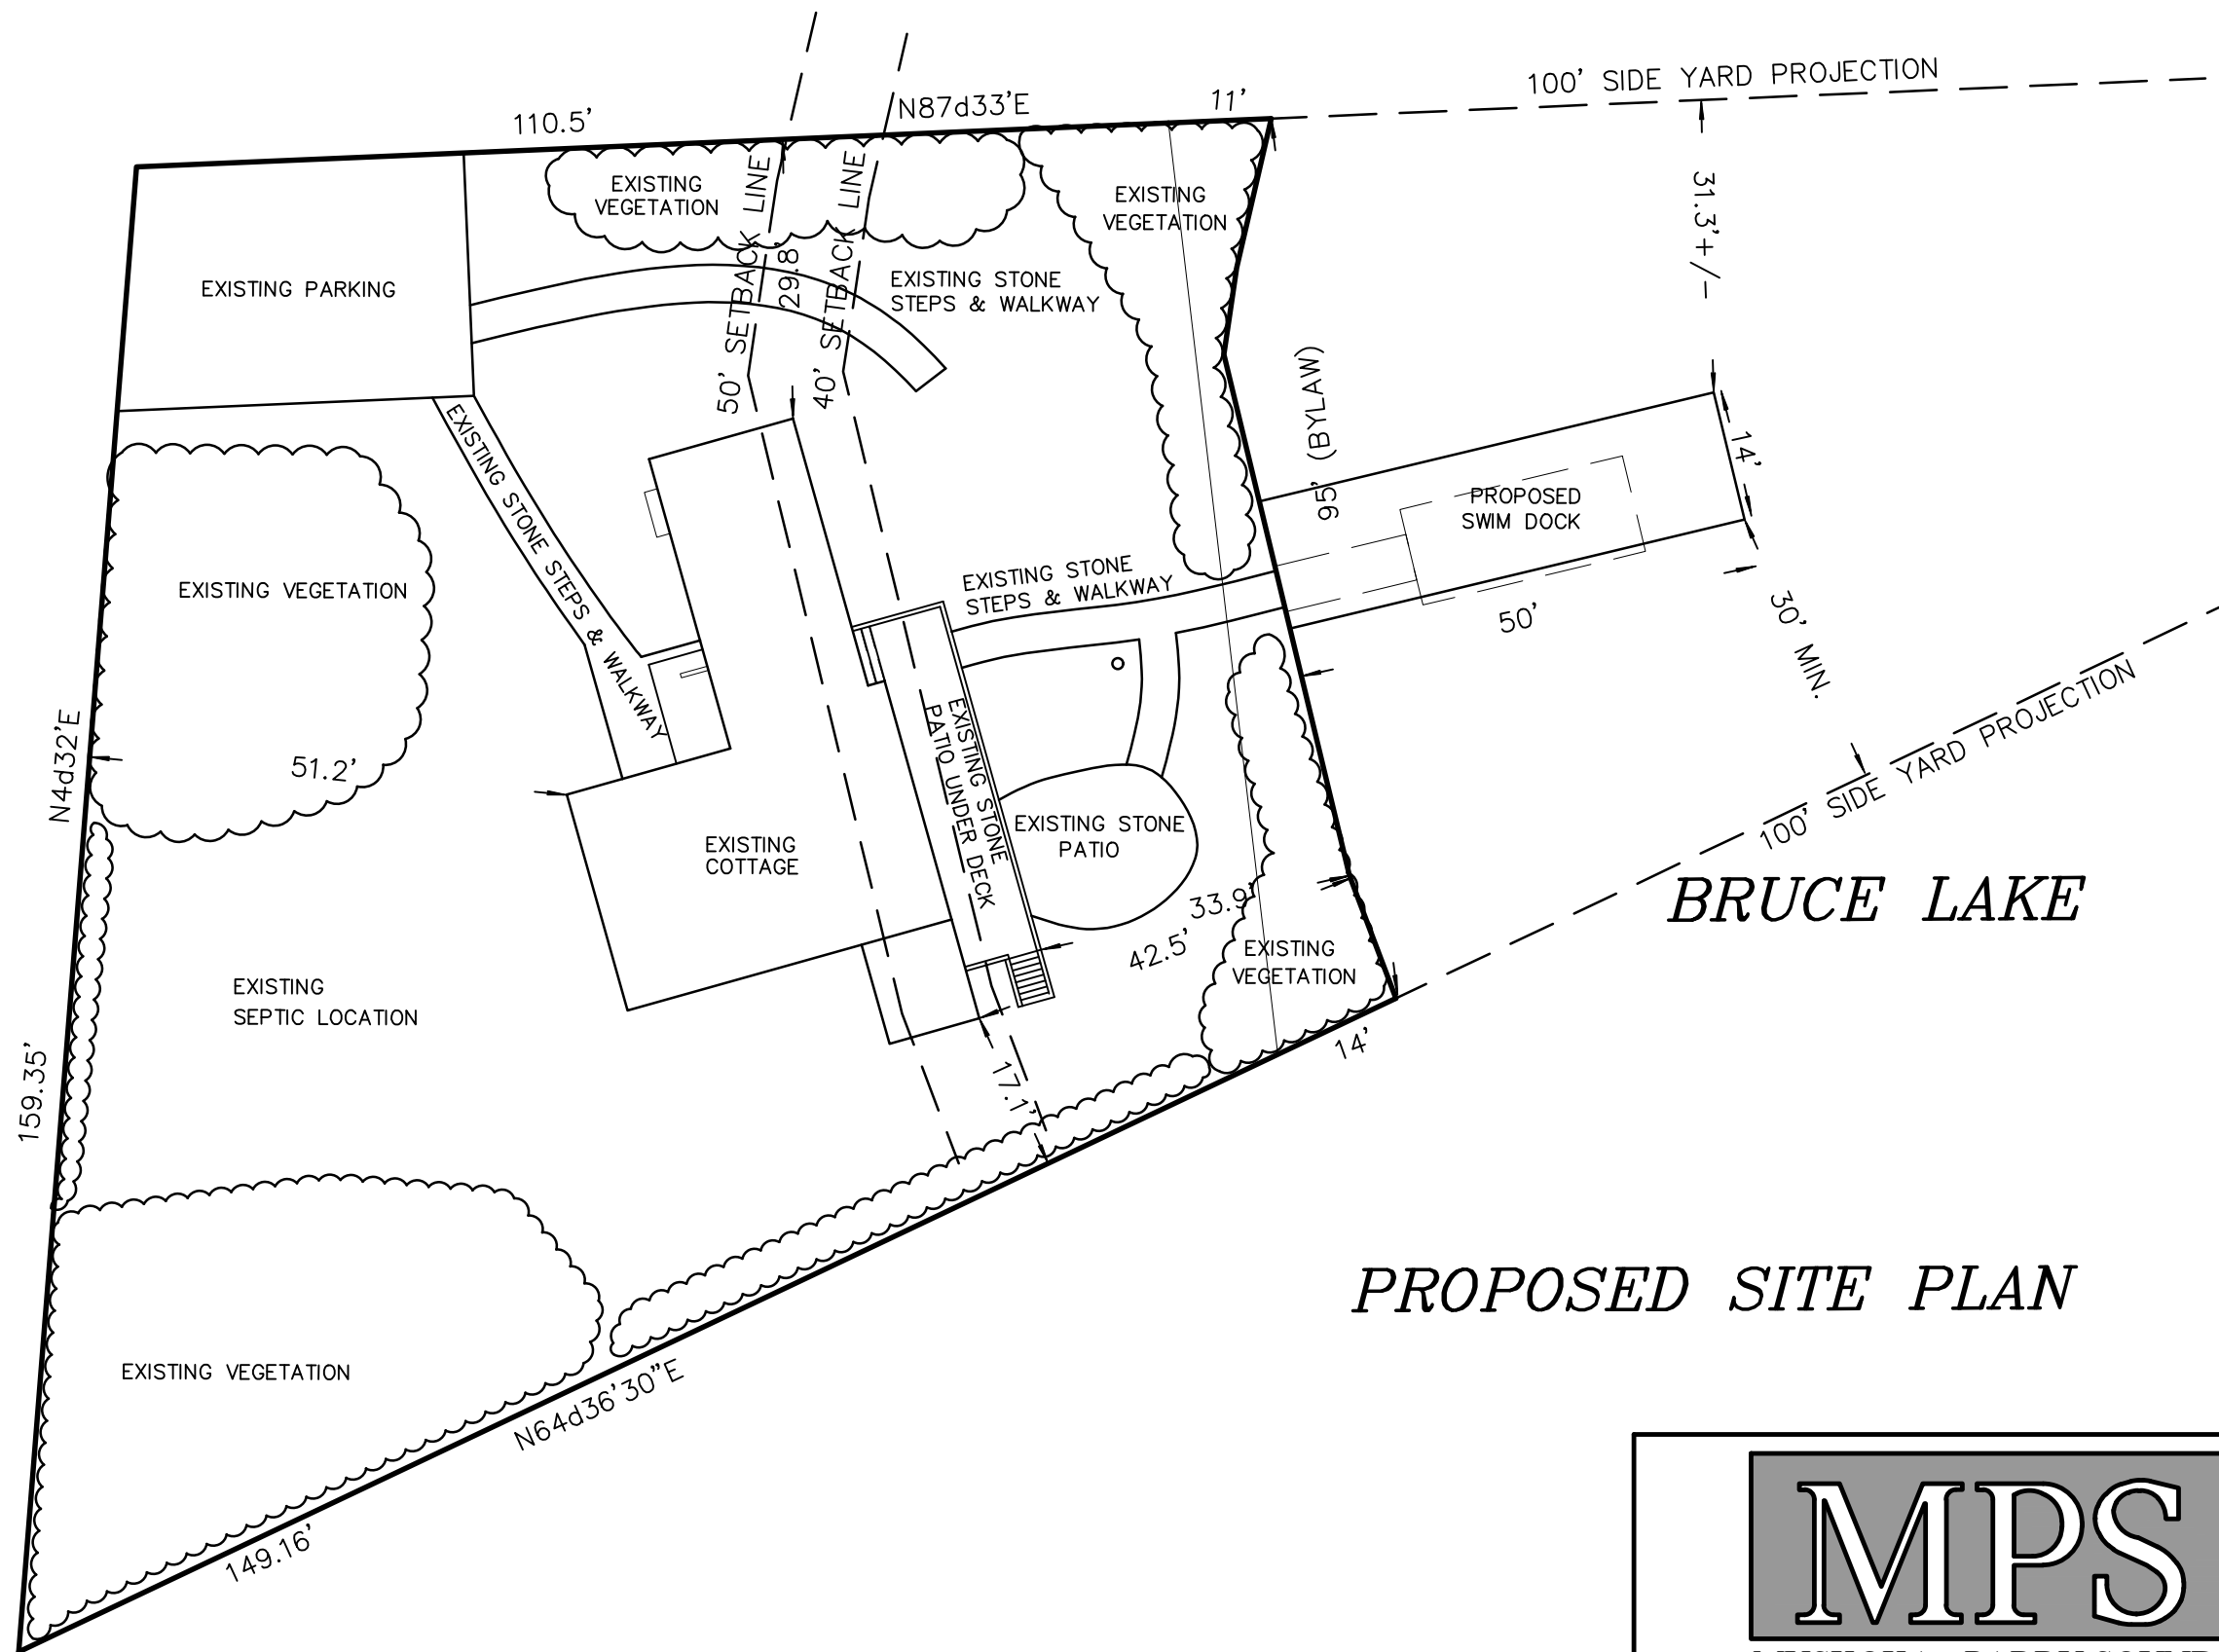 100' SIDE YARD PROJECTION
110.5'
N87d33'E
11'
EXISTING
VEGETATION
50' SETBACK LINE
40' SETBACK LINE
29.8'
EXISTING
VEGETATION
31.3'+/-
EXISTING PARKING
EXISTING STONE
STEPS & WALKWAY
95' (BYLAW)
14'
EXISTING STONE STEPS & WALKWAY
PROPOSED
SWIM DOCK
EXISTING VEGETATION
EXISTING STONE
STEPS & WALKWAY
50'
30' MIN.
N4d32'E
51.2'
EXISTING STONE
PATIO UNDER DECK
100' SIDE YARD PROJECTION
EXISTING
COTTAGE
EXISTING STONE
PATIO
33.9'
42.5'
BRUCE LAKE
EXISTING
VEGETATION
EXISTING
SEPTIC LOCATION
14'
17.1'
159.35'
PROPOSED SITE PLAN
EXISTING VEGETATION
N64d36'30"E
149.16'
MPS